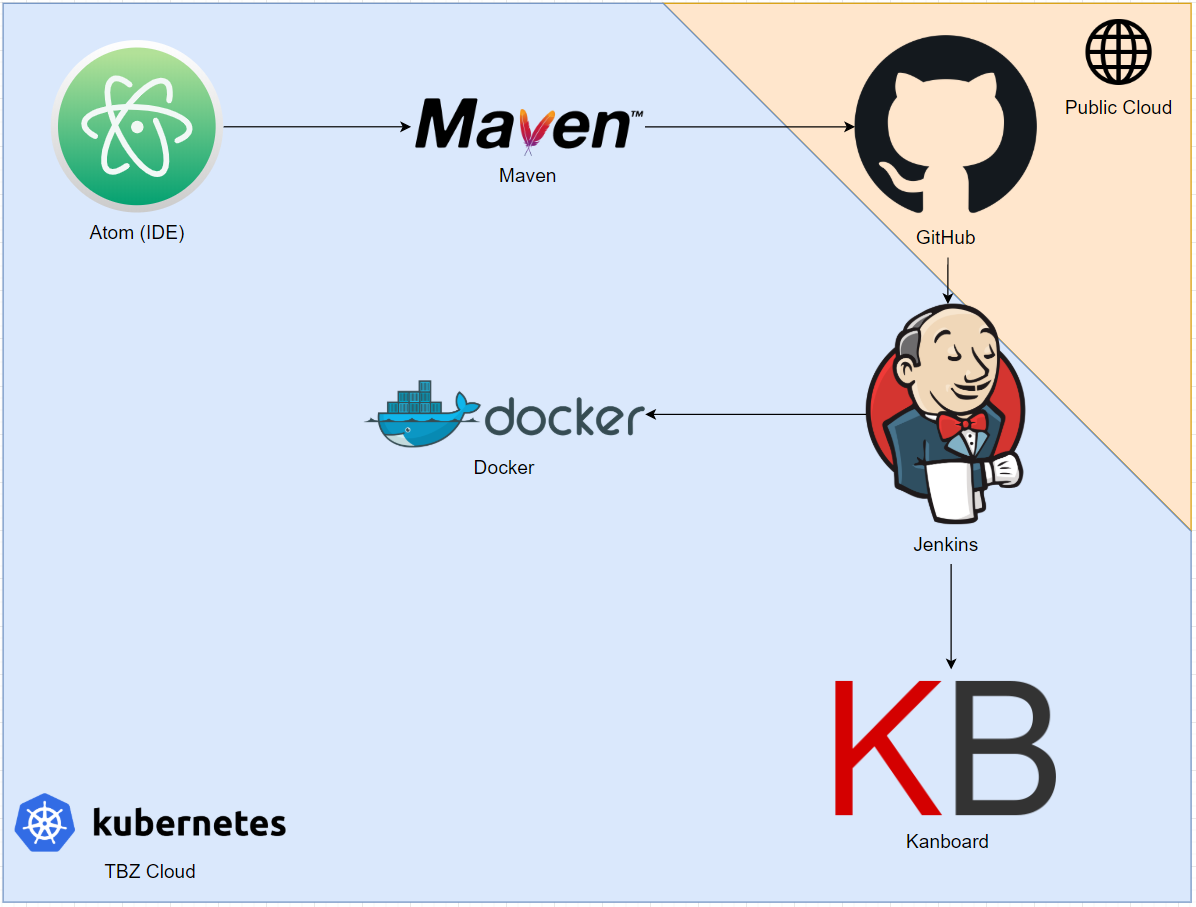 Public Cloud
Maven™
Atom (IDE)
Maven
GitHub
docker
Docker
Jenkins
KB
Kanboard
kubernetes
TBZ Cloud